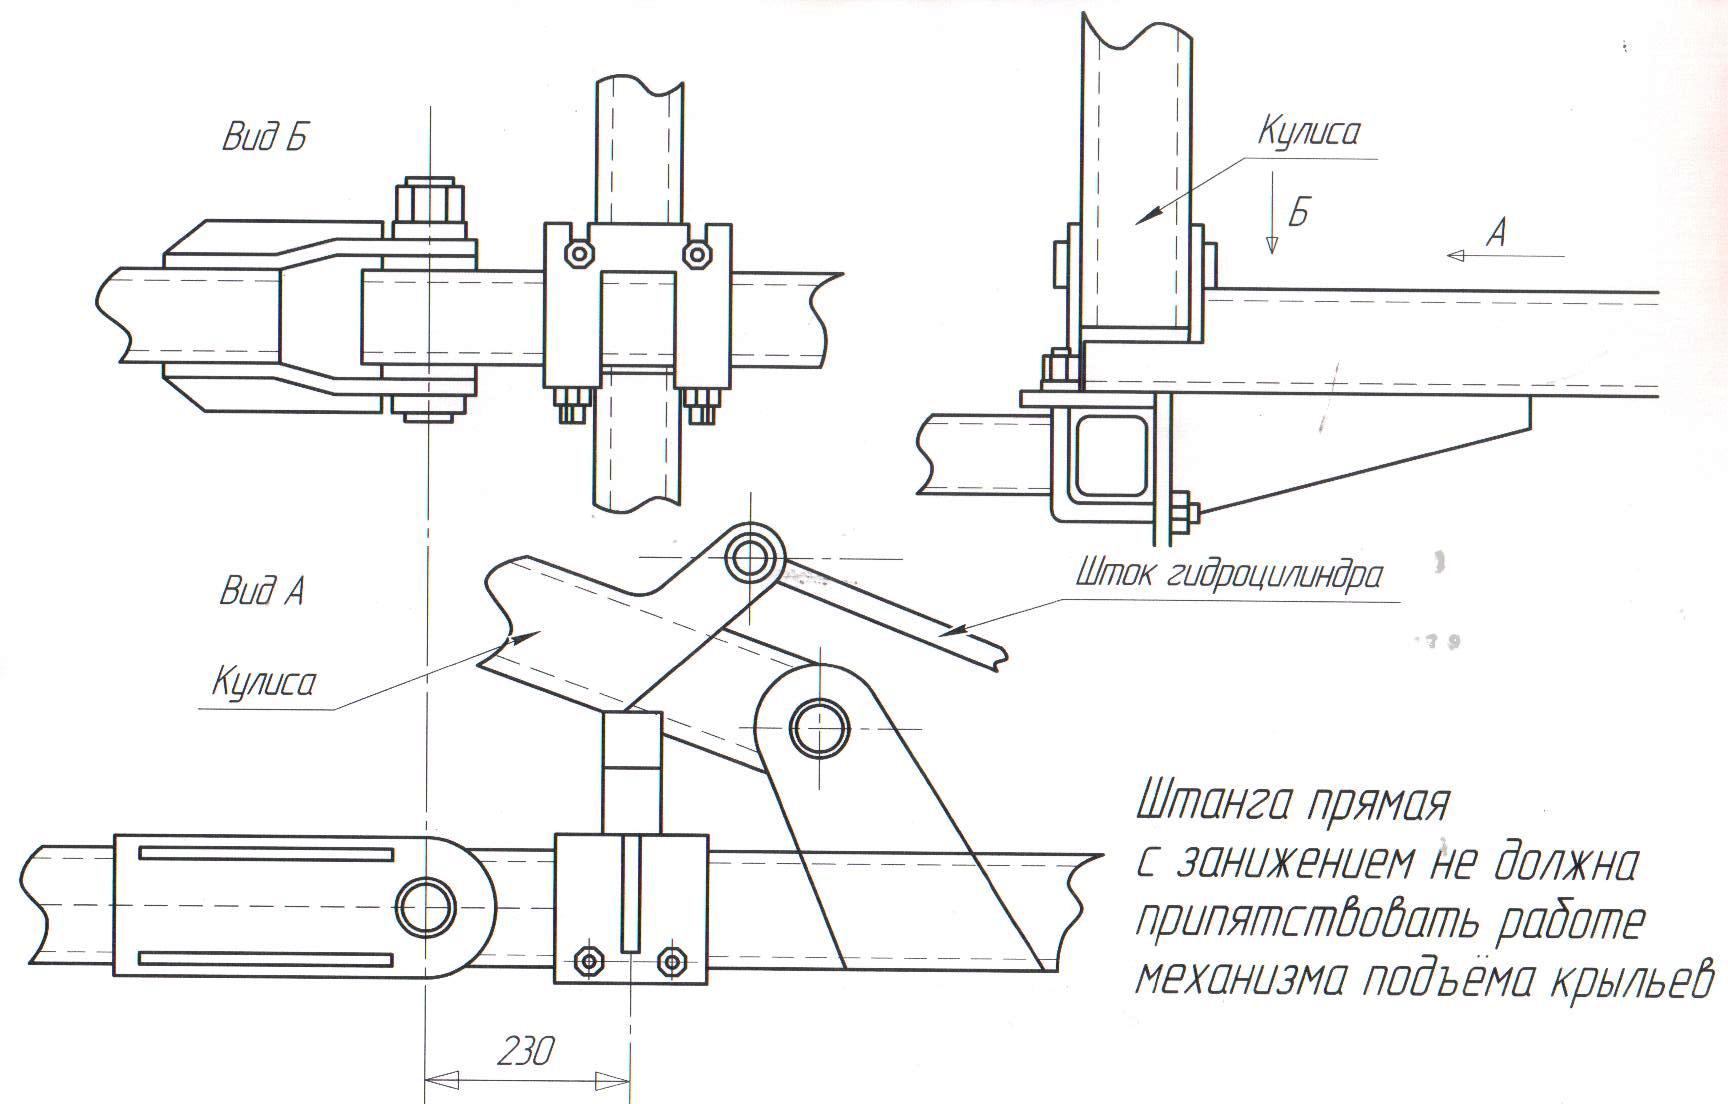 Вид Б
Кулиса
Б
А
Вид А
Шток гидроцилиндра
Кулиса
Штанга прямая
с занижением не должна
припятствовать работе
механизма подъёма крыльев
230